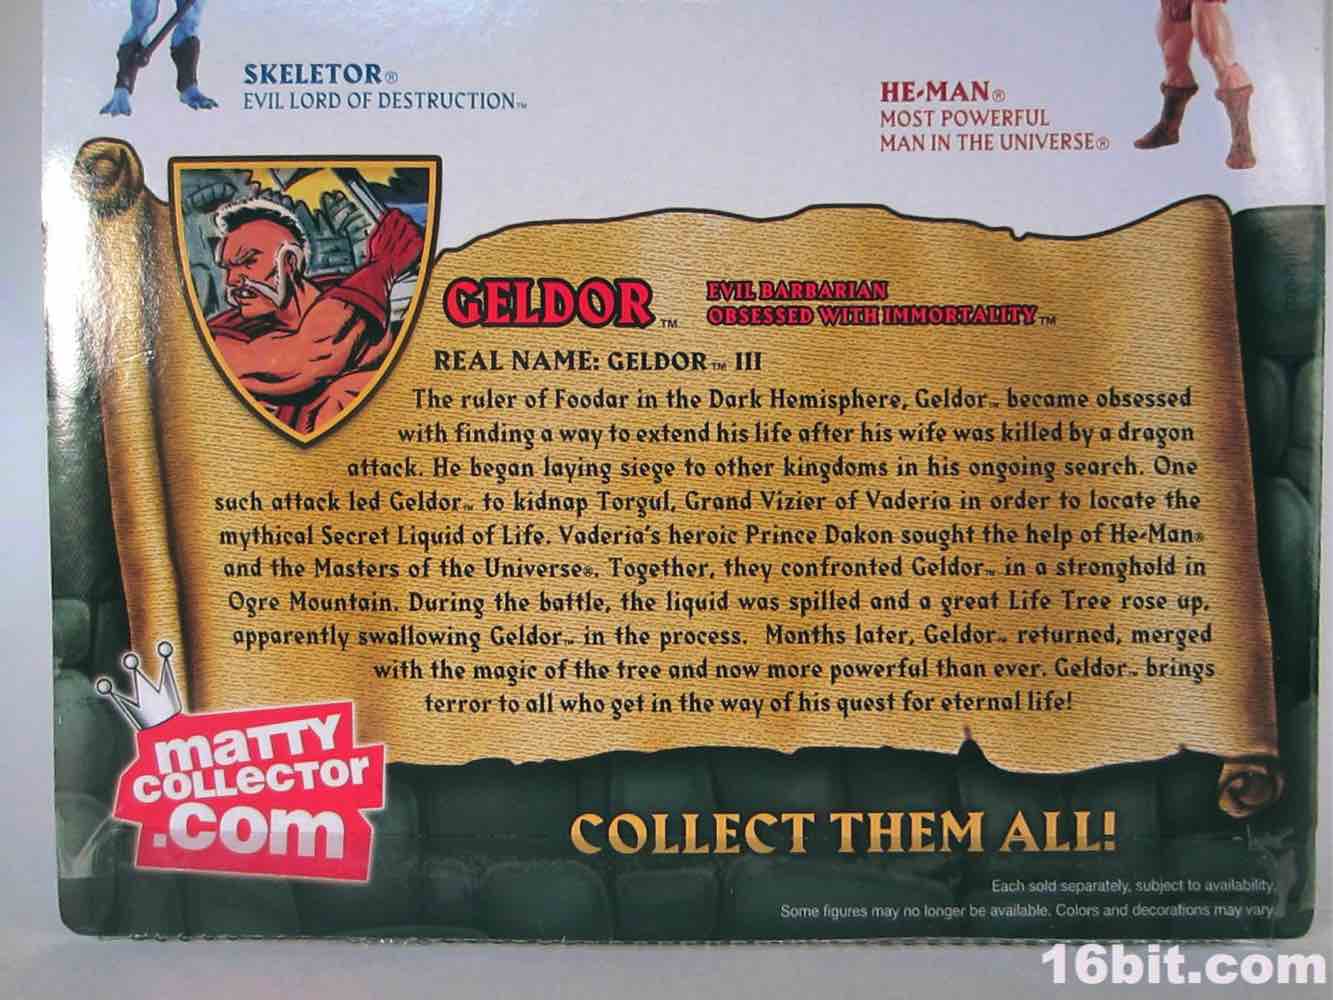 SKELETOR®
EVIL LORD OF DESTRUCTION™
HE-MAN®
MOST POWERFUL
MAN IN THE UNIVERSE®
GELDOR™
EVIL BARBARIAN
OBSESSED WITH IMMORTALITY™
REAL NAME: GELDOR™ III
The ruler of Foodar in the Dark Hemisphere, Geldor™ became obsessed
with finding a way to extend his life after his wife was killed by a dragon
attack. He began laying siege to other kingdoms in his ongoing search. One
such attack led Geldor™ to kidnap Torgul, Grand Vizier of Vaderia in order to locate the
mythical Secret Liquid of Life. Vaderia's heroic Prince Dakon sought the help of He-Man®
and the Masters of the Universe®. Together, they confronted Geldor™ in a stronghold in
Ogre Mountain. During the battle, the liquid was spilled and a great Life Tree rose up,
apparently swallowing Geldor™ in the process. Months later, Geldor™ returned, merged
with the magic of the tree and now more powerful than ever. Geldor™ brings
terror to all who get in the way of his quest for eternal life!
maTTY
COLLecTor
.com
COLLECT THEM ALL!
Each sold separately, subject to availability.
Some figures may no longer be available. Colors and decorations may vary.
16bit.com